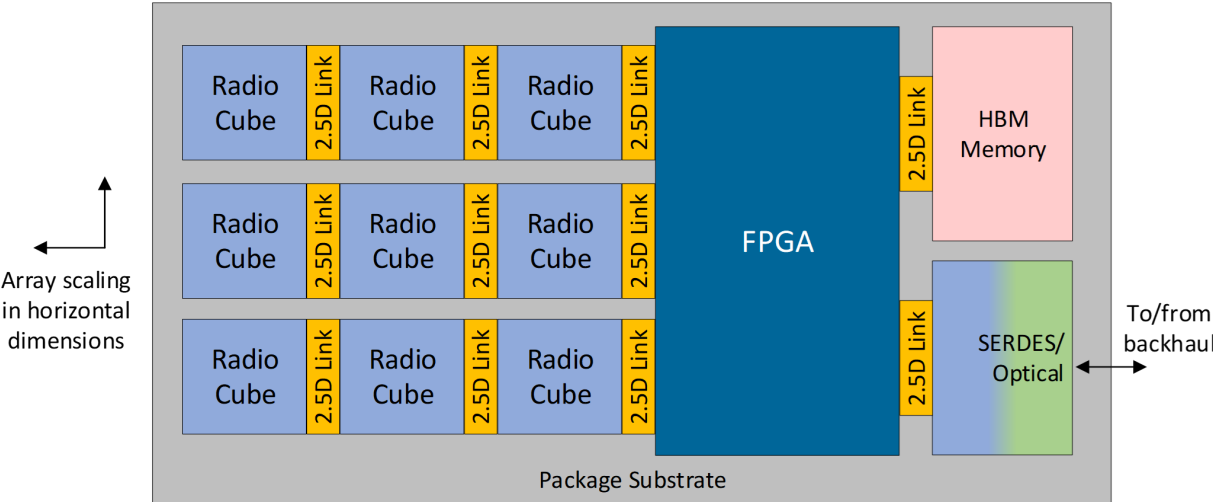 Radio
Cube
2.5D Link
Radio
Cube
2.5D Link
Radio
Cube
2.5D Link
Radio
Cube
2.5D Link
Radio
Cube
2.5D Link
Radio
Cube
2.5D Link
Radio
Cube
2.5D Link
Radio
Cube
2.5D Link
Radio
Cube
2.5D Link
Array scaling
in horizontal
dimensions
FPGA
2.5D Link
HBM
Memory
2.5D Link
SERDES/
Optical
To/from
backhaul
Package Substrate